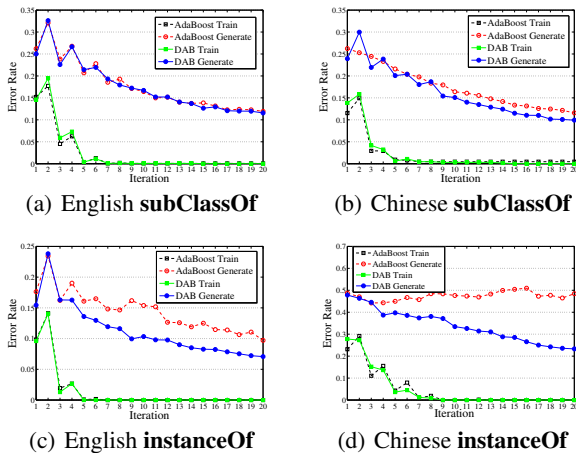 0.35
0.3
0.25
0.2
0.15
0.1
0.05
0
Error Rate
AdaBoost Train
AdaBoost Generate
DAB Train
DAB Generate
1 2 3 4 5 6 7 8 9 10 11 12 13 14 15 16 17 18 19 20
Iteration
(a) English subClassOf
0.35
0.3
0.25
0.2
0.15
0.1
0.05
0
Error Rate
AdaBoost Train
AdaBoost Generate
DAB Train
DAB Generate
1 2 3 4 5 6 7 8 9 10 11 12 13 14 15 16 17 18 19 20
Iteration
(b) Chinese subClassOf
0.25
0.2
0.15
0.1
0.05
0
Error Rate
AdaBoost Train
AdaBoost Generate
DAB Train
DAB Generate
1 2 3 4 5 6 7 8 9 10 11 12 13 14 15 16 17 18 19 20
Iteration
(c) English instanceOf
0.7
0.6
0.5
0.4
0.3
0.2
0.1
0
Error Rate
AdaBoost Train
AdaBoost Generate
DAB Train
DAB Generate
1 2 3 4 5 6 7 8 9 10 11 12 13 14 15 16 17 18 19 20
Iteration
(d) Chinese instanceOf